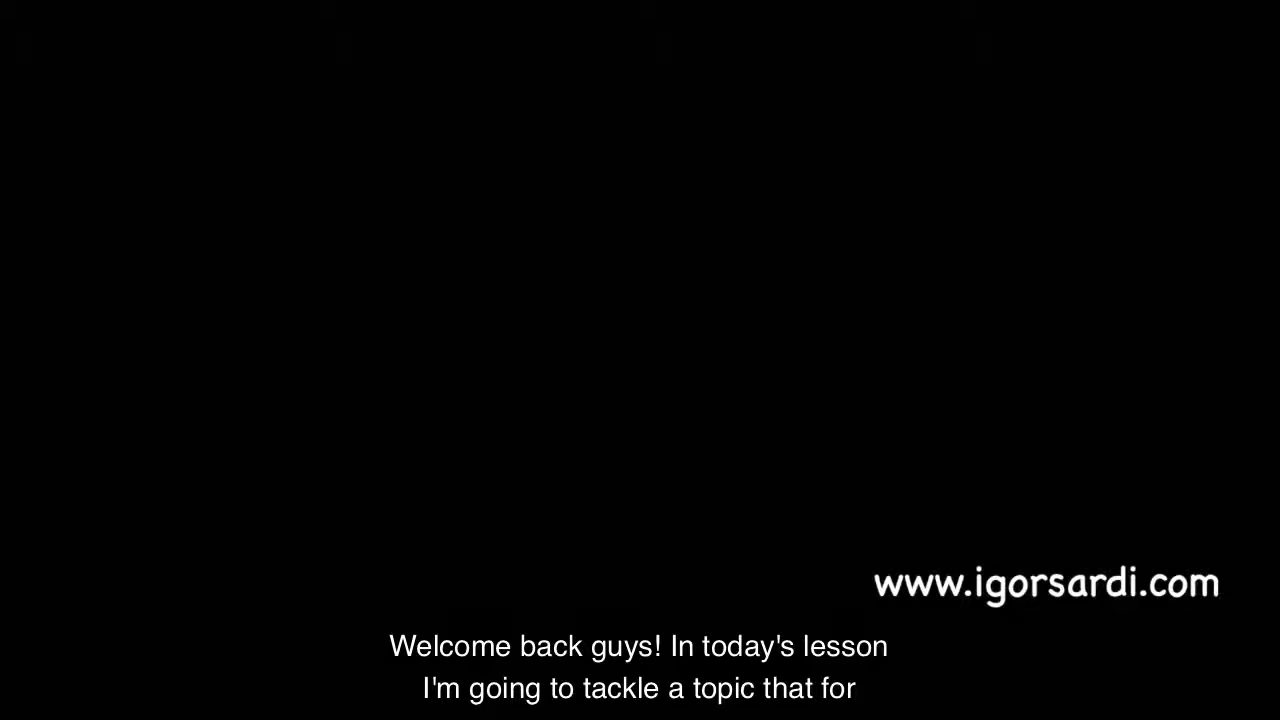 www.igorsardi.com
Welcome back guys! In today's lesson
I'm going to tackle a topic that for